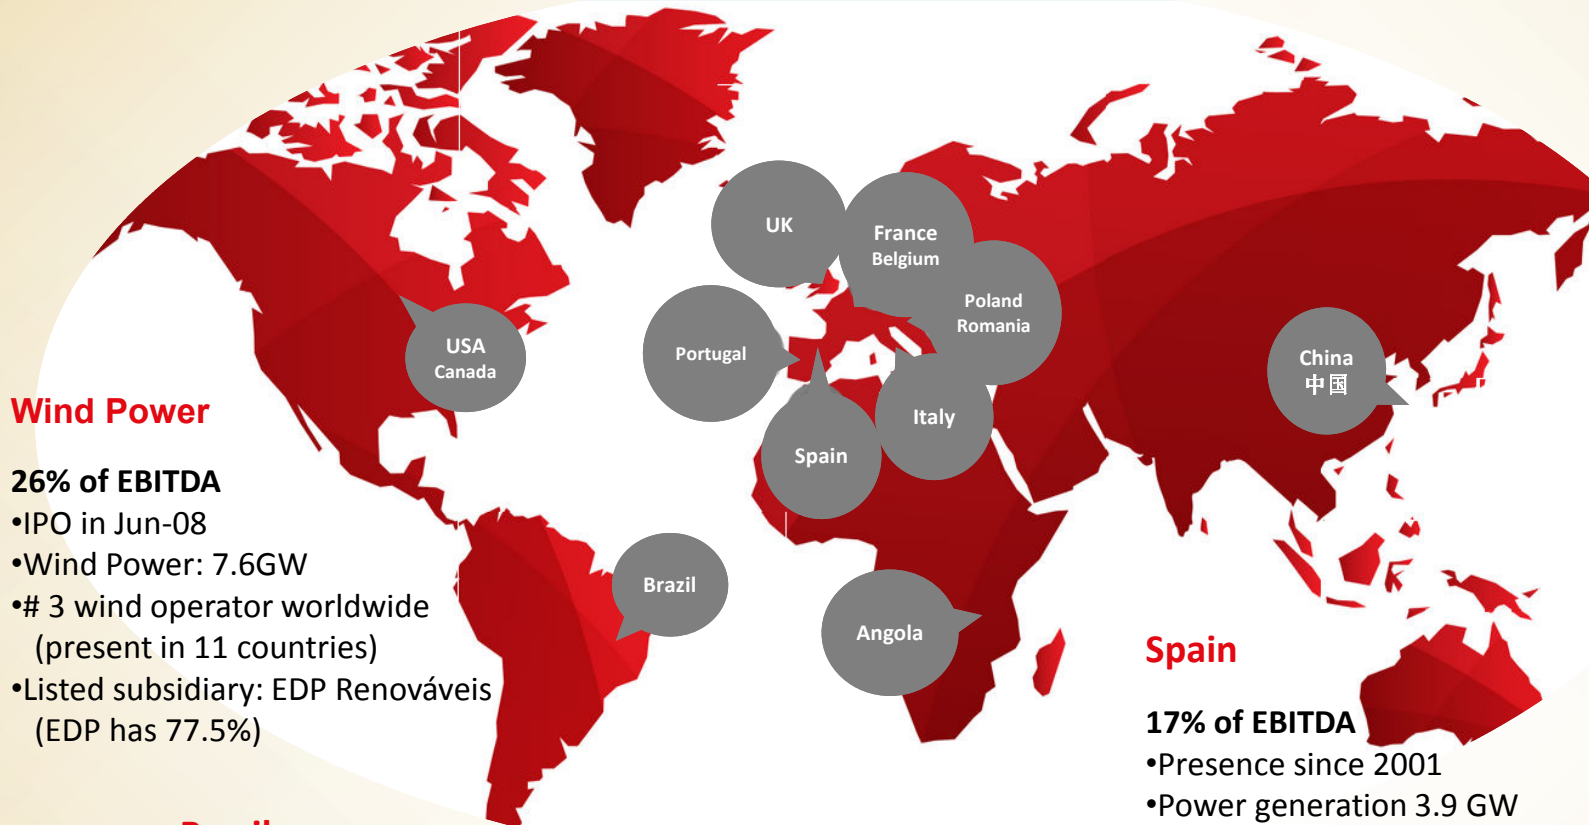 UK
France
Belgium
Poland
Romania
USA
Canada
Portugal
China
中国
Italy
Spain
Brazil
Angola
Wind Power
26% of EBITDA
•IPO in Jun-08
•Wind Power: 7.6GW
•# 3 wind operator worldwide
(present in 11 countries)
•Listed subsidiary: EDP Renováveis
(EDP has 77.5%)
Spain
17% of EBITDA
•Presence since 2001
•Power generation 3.9 GW